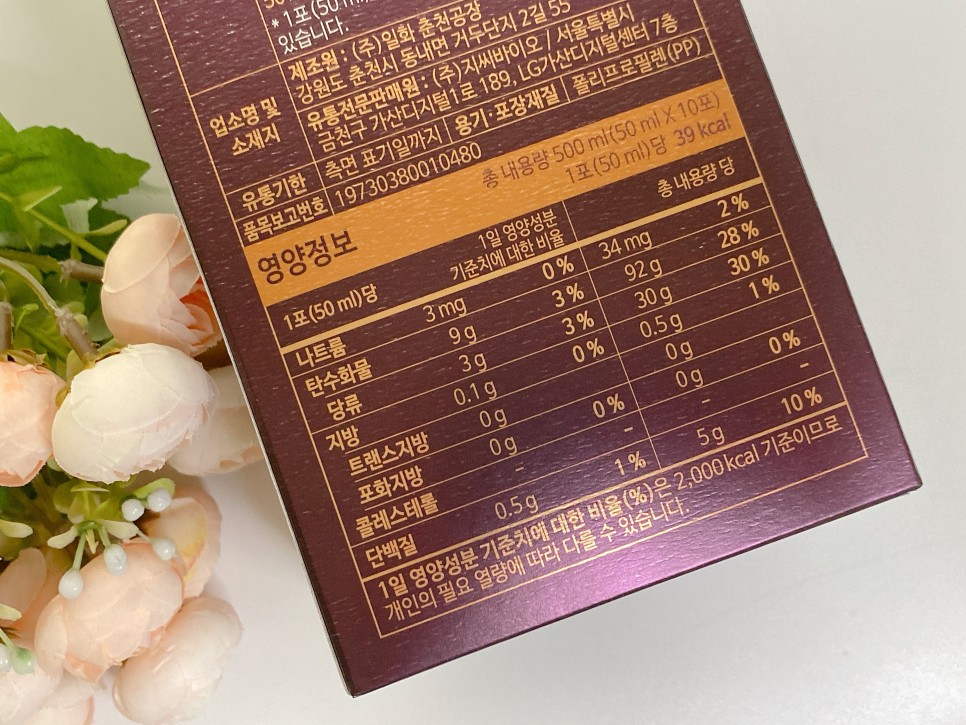 * 1포(50 ml)
있습니다.
업소명 및
소재지
제조원 : (주)일화 춘천공장
강원도 춘천시 동내면 거두단지 2길 55
유통전문판매원 : (주)지씨바이오 / 서울특별시
금천구 가산디지털1로 189, LG가산디지털센터 7층
유통기한 측면 표기일까지 용기·포장재질 폴리프로필렌(PP)
품목보고번호 19730380010480
영양정보
총 내용량 500 ml(50 ml X 10포)
1포(50 ml)당 39 kcal
1포(50 ml)당 1일 영양성분 기준치에 대한 비율 총 내용량 당
나트륨 3 mg 0 % 34 mg 2 %
탄수화물 9 g 3 % 92 g 28 %
당류 3 g 3 % 30 g 30 %
지방 0.1 g 0 % 0.5 g 1 %
트랜스지방 0 g 0 g
포화지방 0 g 0 % 0 g 0 %
콜레스테롤 - - -
단백질 0.5 g 1 % 5 g 10 %
1일 영양성분 기준치에 대한 비율(%)은 2,000 kcal 기준이므로
개인의 필요 열량에 따라 다를 수 있습니다.